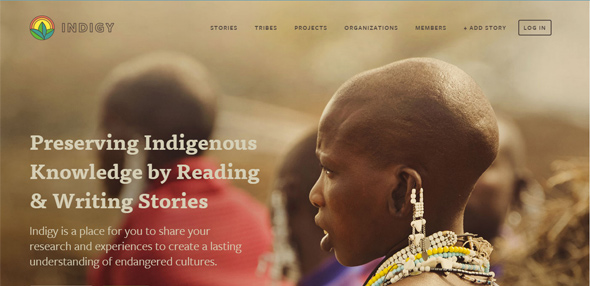 INDIGY
STORIES TRIBES PROJECTS ORGANIZATIONS MEMBERS + ADD STORY LOG IN
Preserving Indigenous
Knowledge by Reading
& Writing Stories
Indigy is a place for you to share your
research and experiences to create a lasting
understanding of endangered cultures.